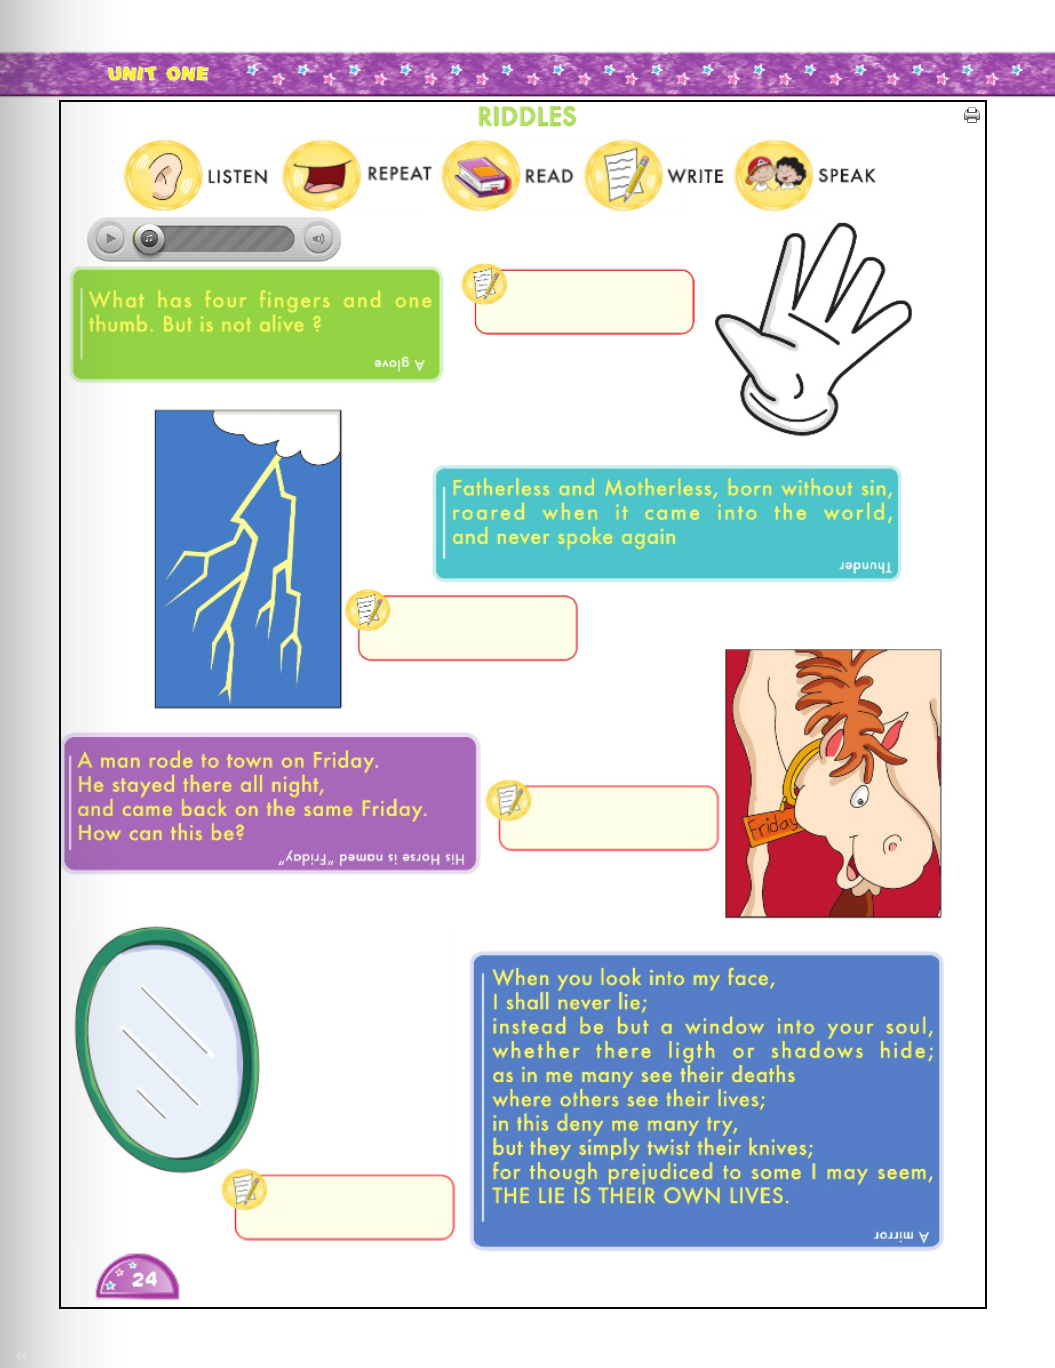 UNIT ONE
RIDDLES
LISTEN
REPEAT
READ
WRITE
SPEAK
What has four fingers and one
thumb. But is not alive ?
A glove
Fatherless and Motherless, born without sin,
roared when it came into the world,
and never spoke again
Thunder
A man rode to town on Friday.
He stayed there all night,
and came back on the same Friday.
How can this be?
His Horse is named "Friday"
Friday
When you look into my face,
I shall never lie;
instead be but a window into your soul,
whether there ligth or shadows hide;
as in me many see their deaths
where others see their lives;
in this deny me many try,
but they simply twist their knives;
for though prejudiced to some I may seem,
THE LIE IS THEIR OWN LIVES.
A mirror
24